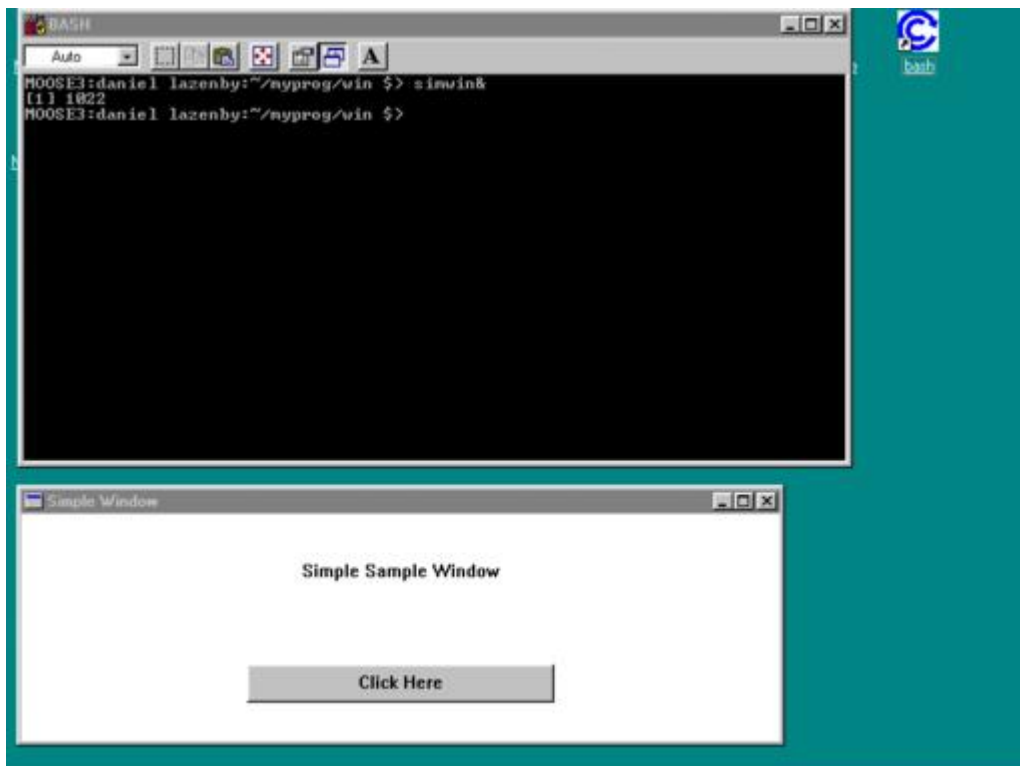 BASH
Auto
A
MOOSE3:daniel lazenby:~/myprog/win $> simwin&
[1] 1022
MOOSE3:daniel lazenby:~/myprog/win $>
bash
Simple Window
Simple Sample Window
Click Here